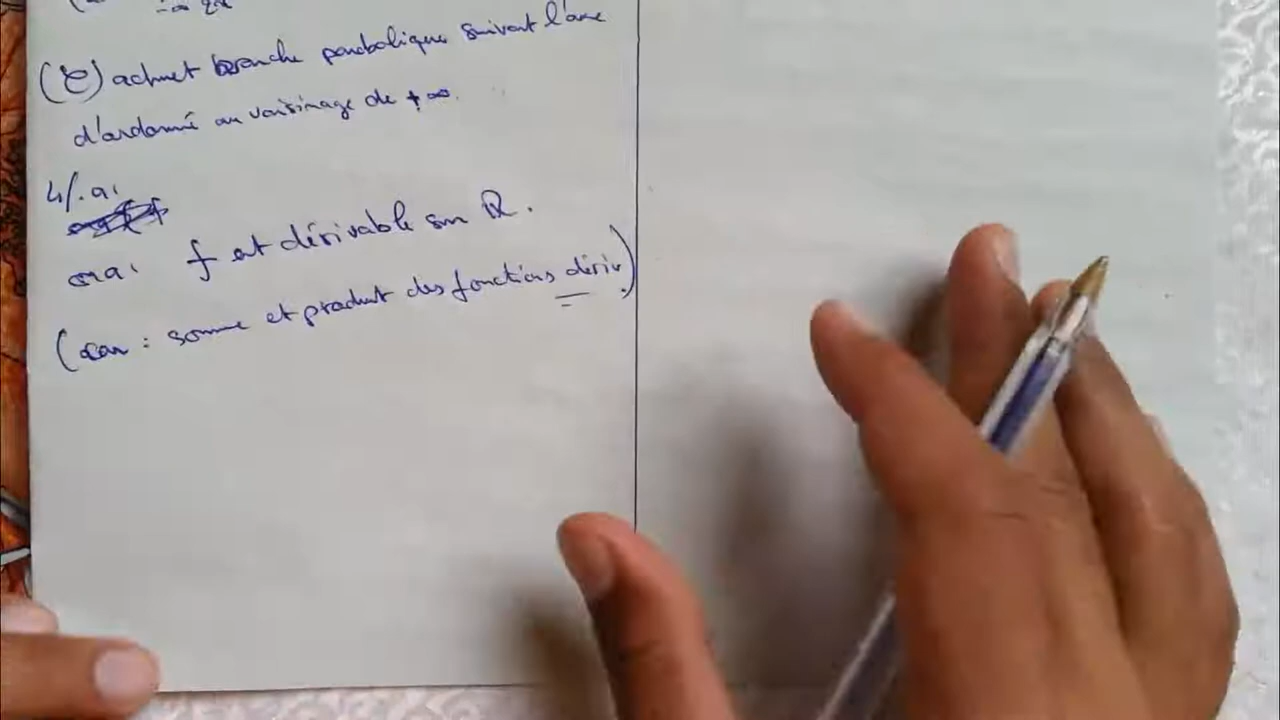 (C) admet branche parabolique suivant l'axe
d'ordonné au voisinage de +∞.
4/.a.
ona: f est dérivable sur ℝ.
(car : somme et produit des fonctions dériv.)